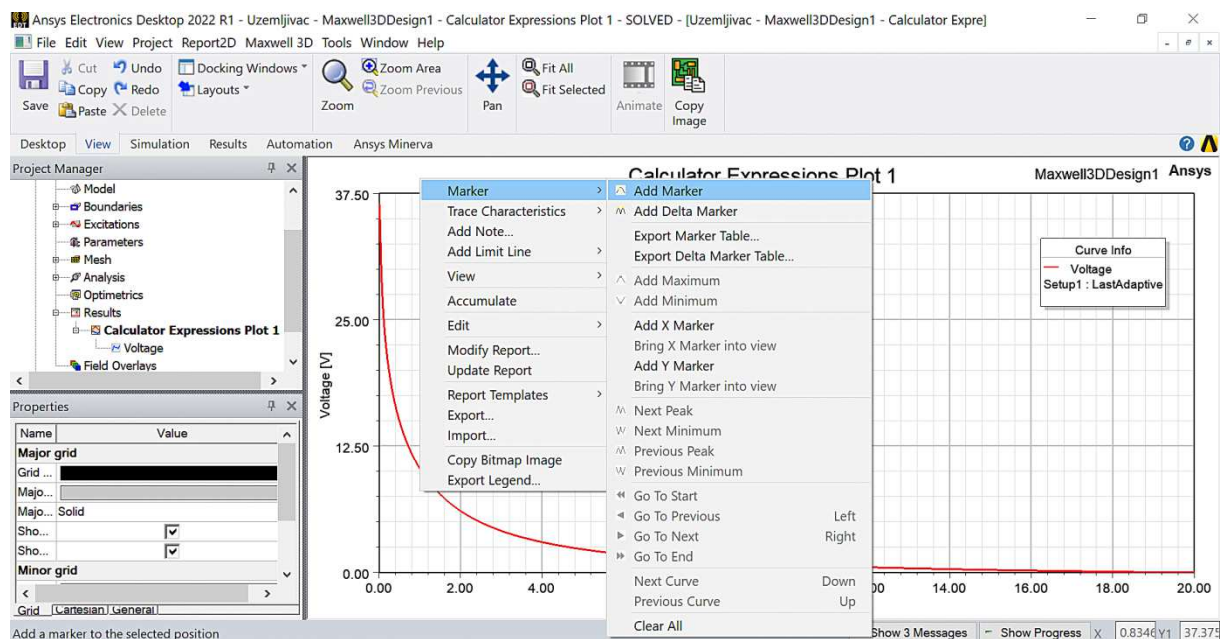 Ansys Electronics Desktop 2022 R1 - Uzemljivac - Maxwell3DDesign1 - Calculator Expressions Plot 1 - SOLVED - [Uzemljivac - Maxwell3DDesign1 - Calculator Expre]
File Edit View Project Report2D Maxwell 3D Tools Window Help
Save
Cut Undo
Copy Redo
Paste Delete
Docking Windows
Layouts
Zoom
Zoom Area
Zoom Previous
Pan
Fit All
Fit Selected
Animate
Copy Image
Desktop View Simulation Results Automation Ansys Minerva
Project Manager
Model
Boundaries
Excitations
Parameters
Mesh
Analysis
Optimetrics
Results
Calculator Expressions Plot 1
Voltage
Field Overlays
Properties
Name Value
Major grid
Grid ...
Majo...
Majo... Solid
Sho...
Sho...
Minor grid
Grid Cartesian General
Calculator Expressions Plot 1
Maxwell3DDesign1 Ansys
Curve Info
Voltage
Setup1 : LastAdaptive
Voltage [V]
37.50
25.00
12.50
0.00
0.00 2.00 4.00 00 14.00 16.00 18.00 20.00
Marker
Trace Characteristics
Add Note...
Add Limit Line
View
Accumulate
Edit
Modify Report...
Update Report
Report Templates
Export...
Import...
Copy Bitmap Image
Export Legend...
Add Marker
Add Delta Marker
Export Marker Table...
Export Delta Marker Table...
Add Maximum
Add Minimum
Add X Marker
Bring X Marker into view
Add Y Marker
Bring Y Marker into view
Next Peak
Next Minimum
Previous Peak
Previous Minimum
Go To Start
Go To Previous Left
Go To Next Right
Go To End
Next Curve Down
Previous Curve Up
Clear All
Add a marker to the selected position
Show 3 Messages Show Progress X 0.8346 Y1 37.375